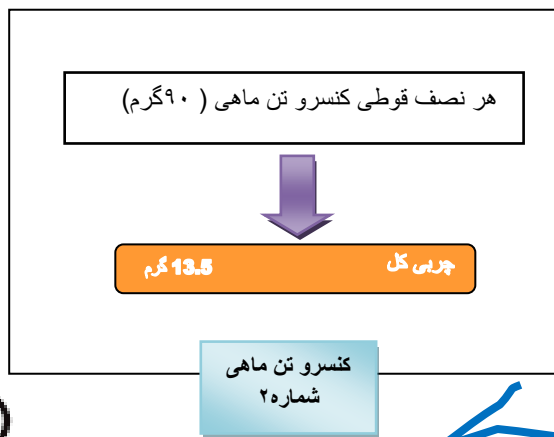 هر نصف قوطی کنسرو تن ماهی ( ۹۰گرم)
چربی کل 13.5 گرم
کنسرو تن ماهی
شماره۲